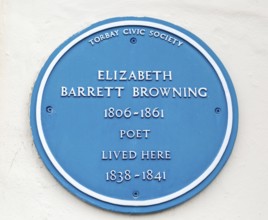 TORBAY CIVIC SOCIETY
ELIZABETH
BARRETT BROWNING
1806-1861
POET
LIVED HERE
1838-1841